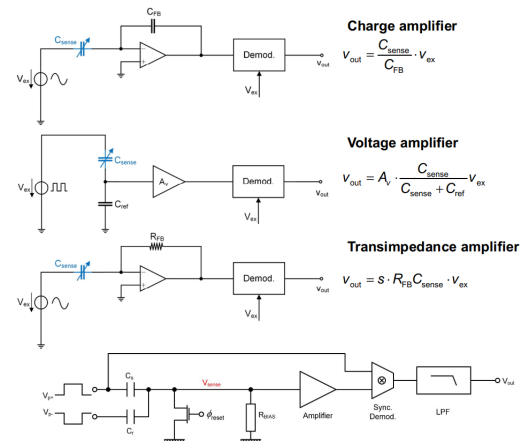 C_FB
Charge amplifier
C_sense
V_ex
−
+
Demod.
v_out
V_ex
v_out = C_sense / C_FB · v_ex
Voltage amplifier
C_sense
V_ex
A_v
Demod.
v_out
C_ref
V_ex
v_out = A_v · C_sense / (C_sense + C_ref) v_ex
R_FB
Transimpedance amplifier
C_sense
V_ex
−
+
Demod.
v_out
V_ex
v_out = s · R_FB C_sense · v_ex
C_s
V_sense
V_p+
V_p-
C_r
ϕ_reset
R_BIAS
Amplifier
⊗
Sync.
Demod.
LPF
V_out